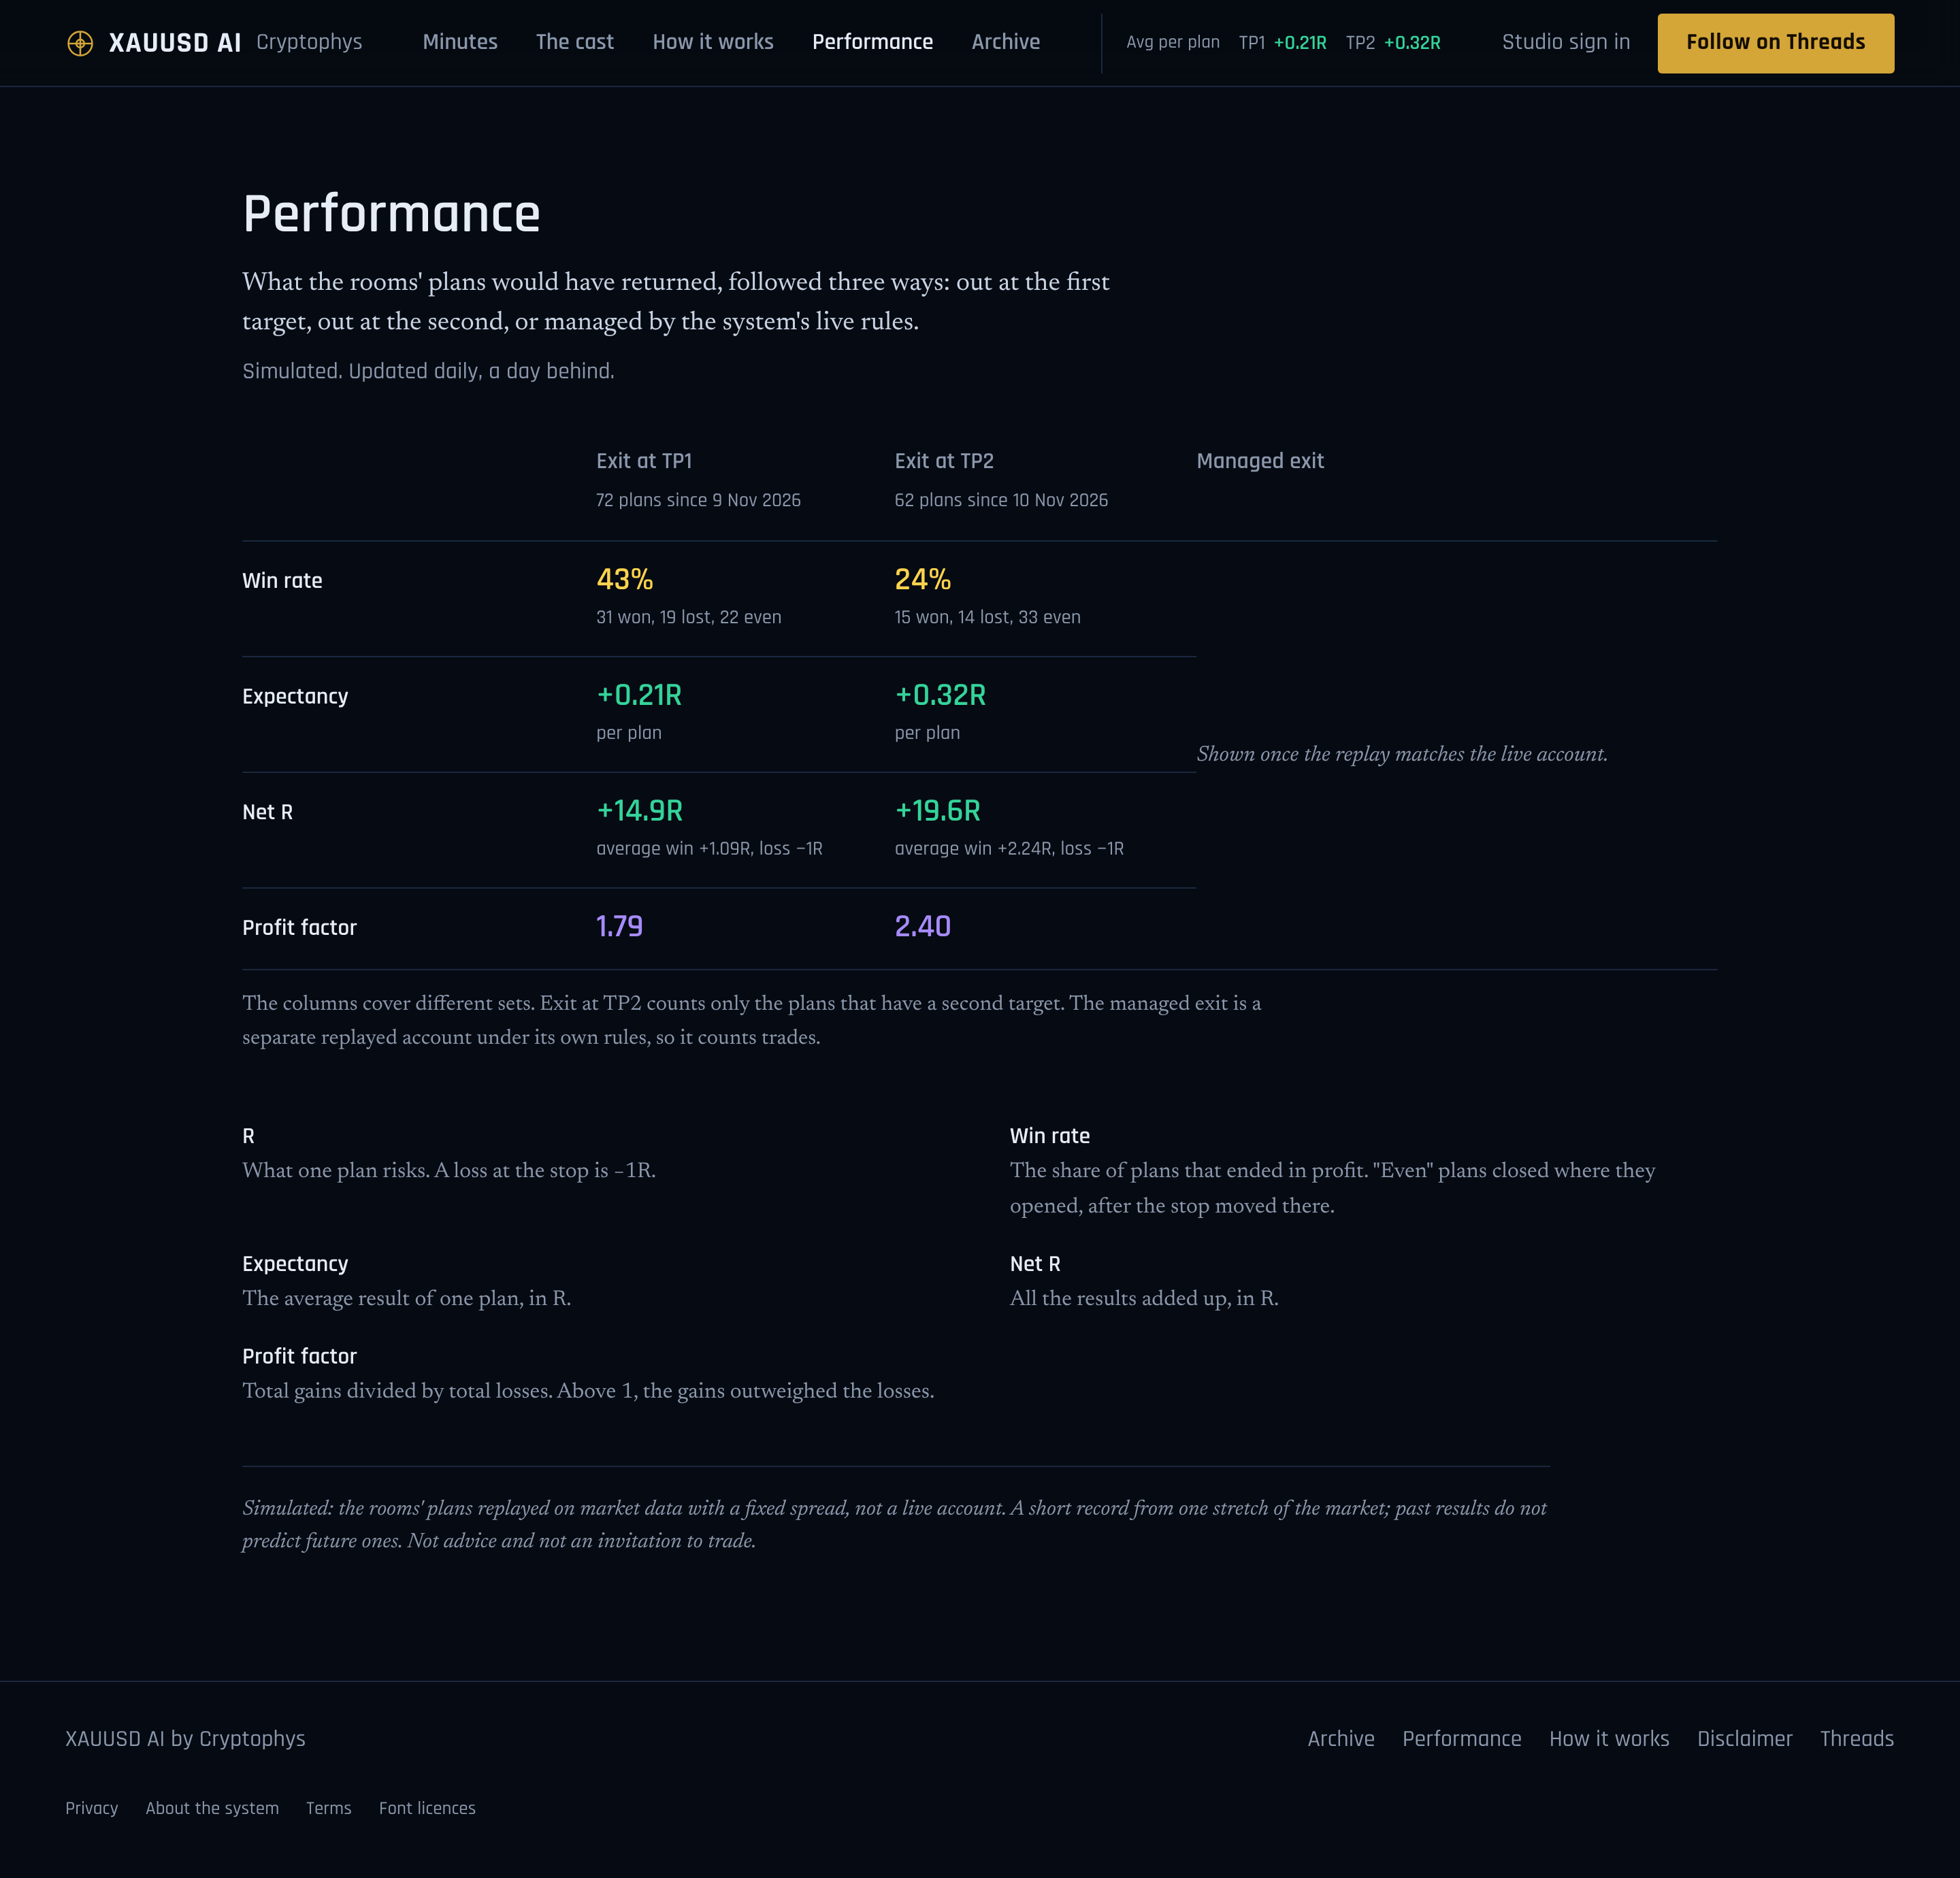 XAUUSD AI Cryptophys Minutes The cast How it works Performance Archive Avg per plan TP1 +0.21R TP2 +0.32R Studio sign in Follow on Threads
Performance
What the rooms' plans would have returned, followed three ways: out at the first
target, out at the second, or managed by the system's live rules.
Simulated. Updated daily, a day behind.
Exit at TP1 Exit at TP2 Managed exit
72 plans since 9 Nov 2026 62 plans since 10 Nov 2026
Win rate 43% 24%
31 won, 19 lost, 22 even 15 won, 14 lost, 33 even
Expectancy +0.21R +0.32R
per plan per plan
Shown once the replay matches the live account.
Net R +14.9R +19.6R
average win +1.09R, loss −1R average win +2.24R, loss −1R
Profit factor 1.79 2.40
The columns cover different sets. Exit at TP2 counts only the plans that have a second target. The managed exit is a
separate replayed account under its own rules, so it counts trades.
R
What one plan risks. A loss at the stop is −1R.
Win rate
The share of plans that ended in profit. "Even" plans closed where they
opened, after the stop moved there.
Expectancy
The average result of one plan, in R.
Net R
All the results added up, in R.
Profit factor
Total gains divided by total losses. Above 1, the gains outweighed the losses.
Simulated: the rooms' plans replayed on market data with a fixed spread, not a live account. A short record from one stretch of the market; past results do not
predict future ones. Not advice and not an invitation to trade.
XAUUSD AI by Cryptophys Archive Performance How it works Disclaimer Threads
Privacy About the system Terms Font licences